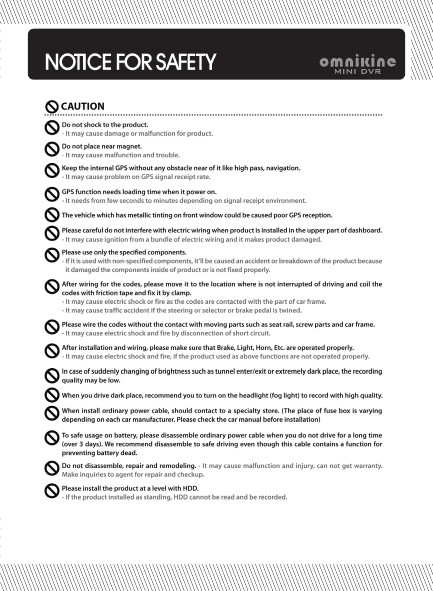 NOTICE FOR SAFETY
omnikine
MINI DVR
CAUTION
Do not shock to the product.
- It may cause damage or malfunction for product.
Do not place near magnet.
- It may cause malfunction and trouble.
Keep the internal GPS without any obstacle near of it like high pass, navigation.
- It may cause problem on GPS signal receipt rate.
GPS function needs loading time when it power on.
- It needs from few seconds to minutes depending on signal receipt environment.
The vehicle which has metallic tinting on front window could be caused poor GPS reception.
Please careful do not Interfere with electric wiring when product is installed in the upper part of dashboard.
- It may cause ignition from a bundle of electric wiring and it makes product damaged.
Please use only the specified components.
- If it is used with non-specified components, it'll be caused an accident or breakdown of the product because
it damaged the components inside of product or is not fixed properly.
After wiring for the codes, please move it to the location where is not interrupted of driving and coil the
codes with friction tape and fix it by clamp.
- It may cause electric shock or fire as the codes are contacted with the part of car frame.
- It may cause traffic accident if the steering or selector or brake pedal is twined.
Please wire the codes without the contact with moving parts such as seat rail, screw parts and car frame.
- It may cause electric shock and fire by disconnection of short circuit.
After installation and wiring, please make sure that Brake, Light, Horn, Etc. are operated properly.
- It may cause electric shock and fire, if the product used as above functions are not operated properly.
In case of suddenly changing of brightness such as tunnel enter/exit or extremely dark place, the recording
quality may be low.
When you drive dark place, recommend you to turn on the headlight (fog light) to record with high quality.
When install ordinary power cable, should contact to a specialty store. (The place of fuse box is varying
depending on each car manufacturer. Please check the car manual before installation)
To safe usage on battery, please disassemble ordinary power cable when you do not drive for a long time
(over 3 days). We recommend disassemble to safe driving even though this cable contains a function for
preventing battery dead.
Do not disassemble, repair and remodeling. - It may cause malfunction and injury, can not get warranty.
Make inquiries to agent for repair and checkup.
Please install the product at a level with HDD.
- If the product installed as standing, HDD cannot be read and be recorded.